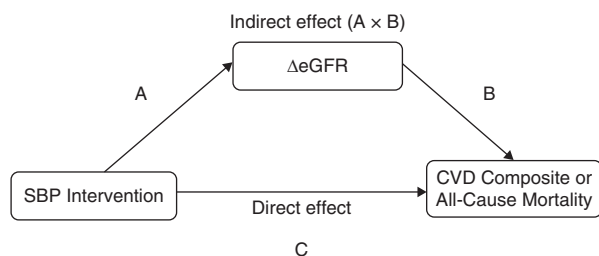 Indirect effect (A × B)
ΔeGFR
A
B
SBP Intervention
CVD Composite or
All-Cause Mortality
Direct effect
C